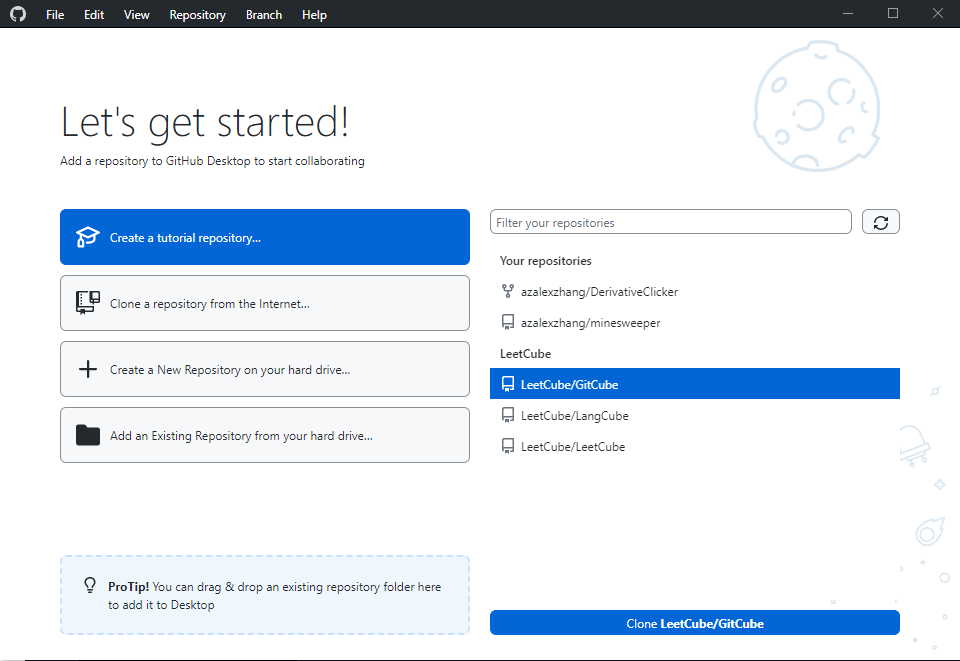 File Edit View Repository Branch Help
Let's get started!
Add a repository to GitHub Desktop to start collaborating
Create a tutorial repository...
Clone a repository from the Internet...
Create a New Repository on your hard drive...
Add an Existing Repository from your hard drive...
ProTip! You can drag & drop an existing repository folder here
to add it to Desktop
Filter your repositories
Your repositories
azalexzhang/DerivativeClicker
azalexzhang/minesweeper
LeetCube
LeetCube/GitCube
LeetCube/LangCube
LeetCube/LeetCube
Clone LeetCube/GitCube